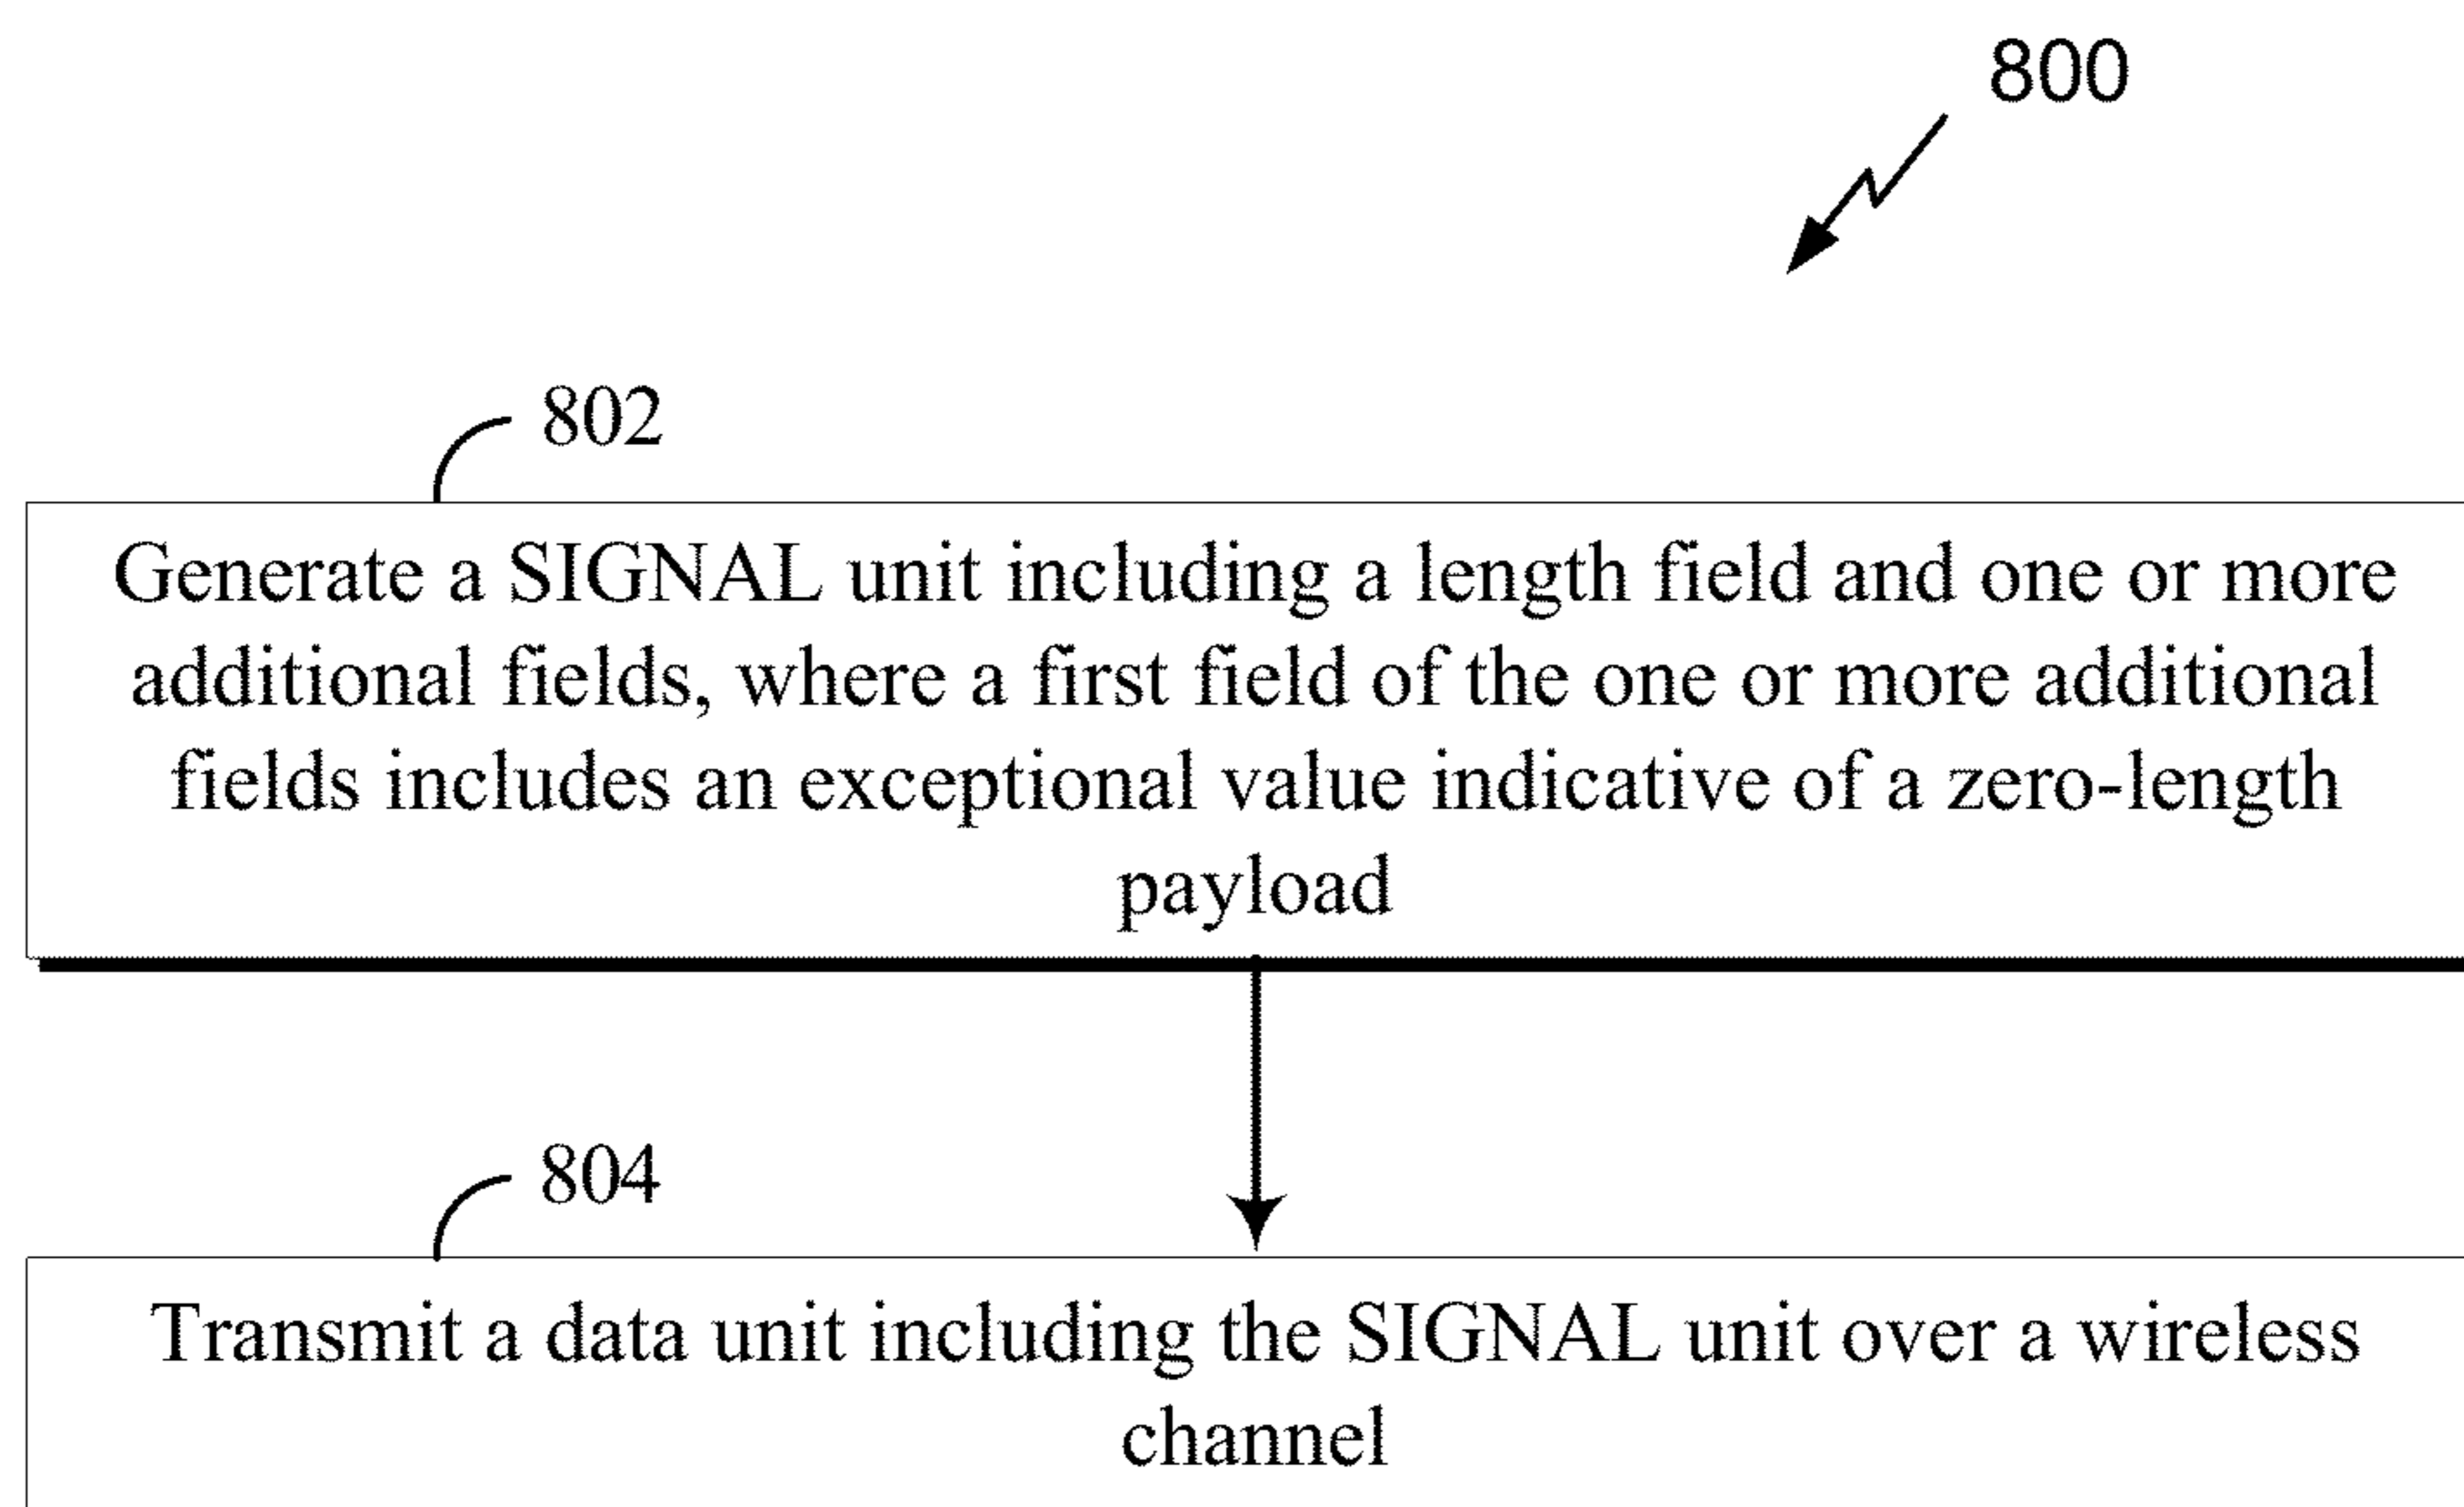 800
802
Generate a SIGNAL unit including a length field and one or more
additional fields, where a first field of the one or more additional
fields includes an exceptional value indicative of a zero-length
payload
804
Transmit a data unit including the SIGNAL unit over a wireless
channel